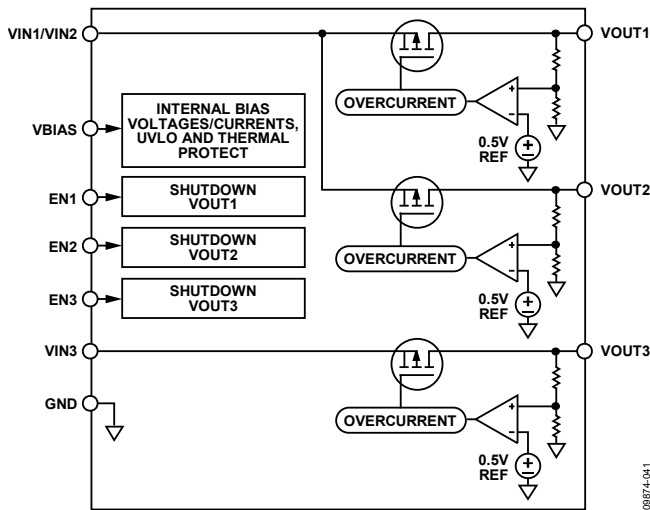 VIN1/VIN2
VOUT1
OVERCURRENT
+
−
0.5V
REF
VBIAS
INTERNAL BIAS
VOLTAGES/CURRENTS,
UVLO AND THERMAL
PROTECT
EN1
SHUTDOWN
VOUT1
VOUT2
EN2
SHUTDOWN
VOUT2
OVERCURRENT
+
−
0.5V
REF
EN3
SHUTDOWN
VOUT3
VIN3
VOUT3
GND
OVERCURRENT
+
−
0.5V
REF
09874-041